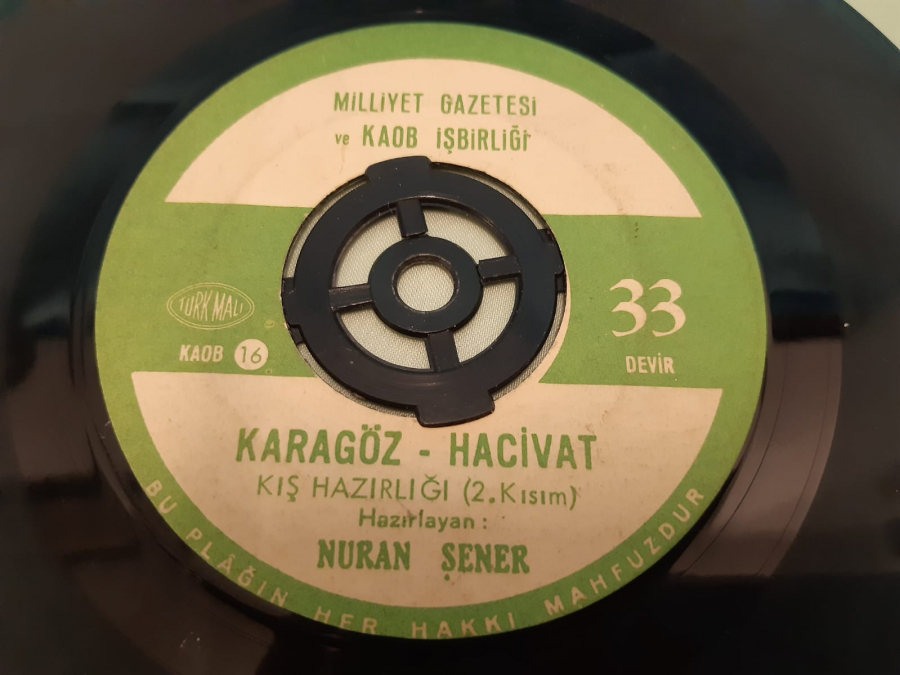 MİLLİYET GAZETESİ
ve KAOB İŞBİRLİĞİ
TÜRK MALI
KAOB 16
33
DEVİR
KARAGÖZ - HACİVAT
KIŞ HAZIRLIĞI (2. Kısım)
Hazırlayan :
NURAN ŞENER
BU PLÂĞIN HER HAKKI MAHFUZDUR